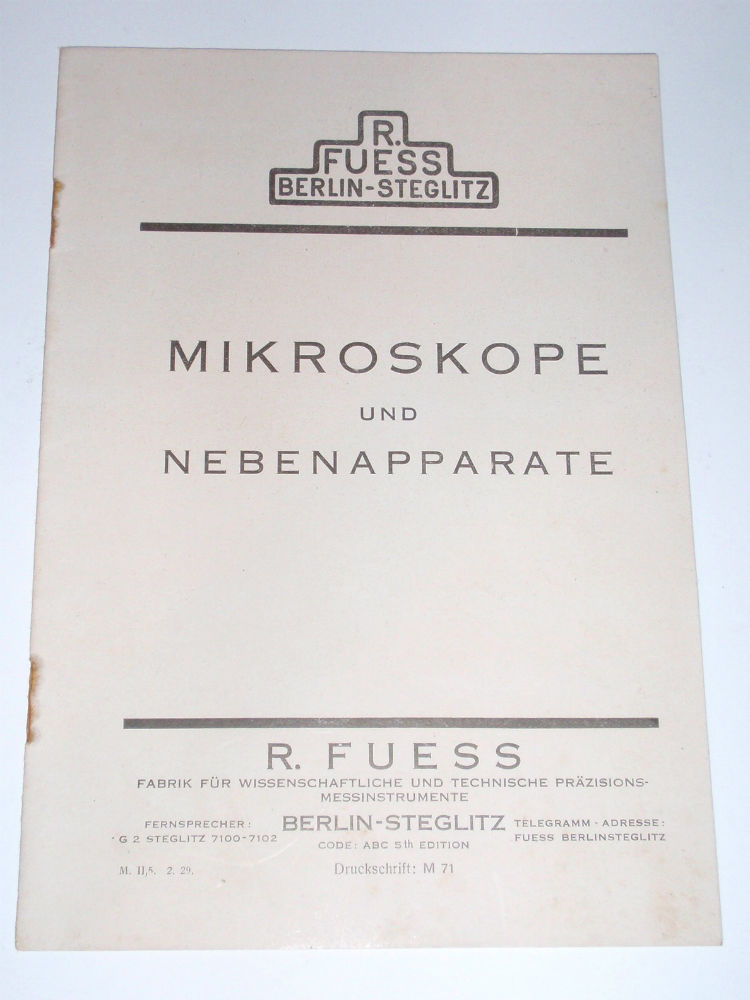 R.
FUESS
BERLIN-STEGLITZ
MIKROSKOPE
UND
NEBENAPPARATE
R. FUESS
FABRIK FÜR WISSENSCHAFTLICHE UND TECHNISCHE PRÄZISIONS-
MESSINSTRUMENTE
FERNSPRECHER:
G 2 STEGLITZ 7100-7102
BERLIN-STEGLITZ
CODE: ABC 5th EDITION
TELEGRAMM-ADRESSE:
FUESS BERLINSTEGLITZ
M. II,5. 2. 29.
Druckschrift: M 71